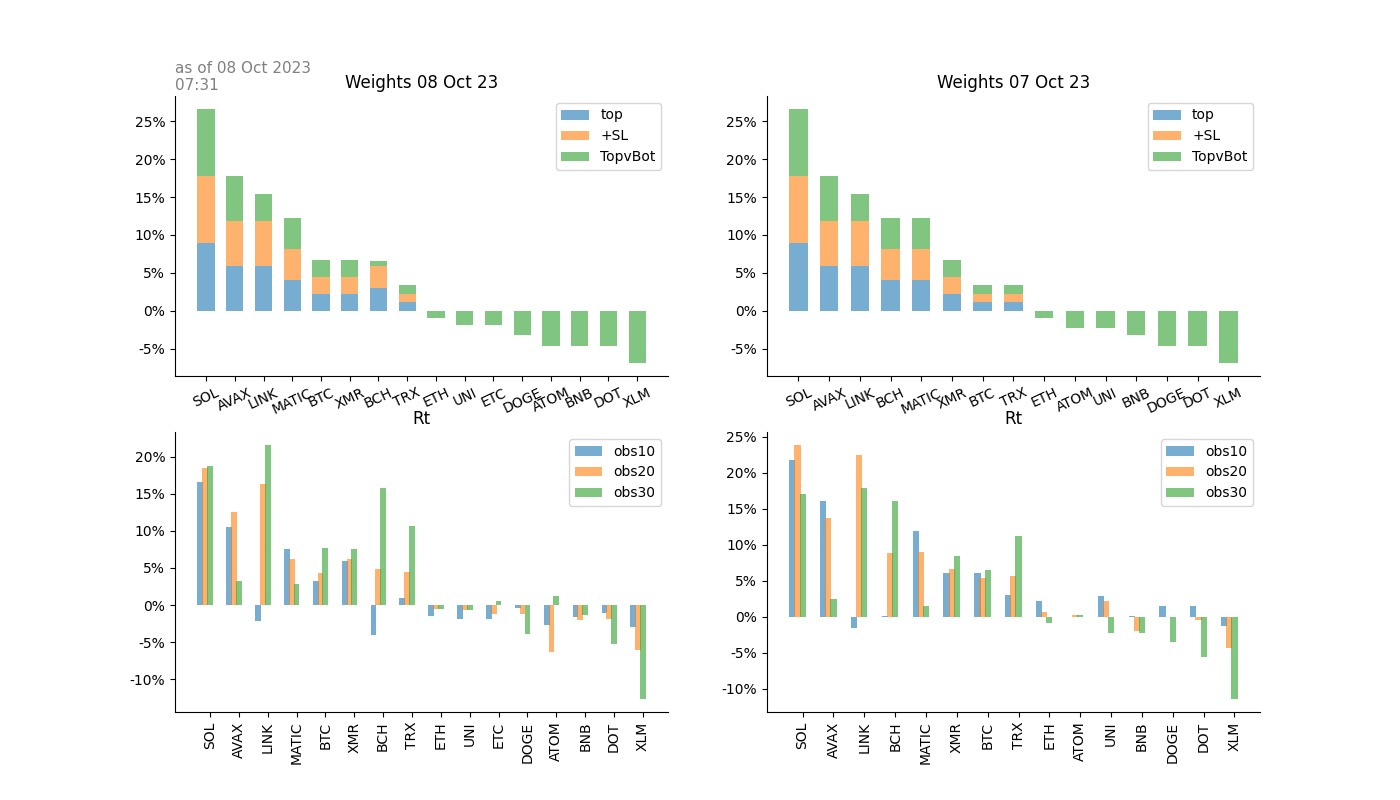 as of 08 Oct 2023
07:31
Weights 08 Oct 23
25%
20%
15%
10%
5%
0%
-5%
top
+SL
TopvBot
SOL AVAX LINK MATIC BTC XMR BCH TRX ETH UNI ETC DOGE ATOM BNB DOT XLM
Weights 07 Oct 23
25%
20%
15%
10%
5%
0%
-5%
top
+SL
TopvBot
SOL AVAX LINK BCH MATIC XMR BTC TRX ETH ATOM UNI BNB DOGE DOT XLM
Rt
20%
15%
10%
5%
0%
-5%
-10%
obs10
obs20
obs30
SOL AVAX LINK MATIC BTC XMR BCH TRX ETH UNI ETC DOGE ATOM BNB DOT XLM
Rt
25%
20%
15%
10%
5%
0%
-5%
-10%
obs10
obs20
obs30
SOL AVAX LINK BCH MATIC XMR BTC TRX ETH ATOM UNI BNB DOGE DOT XLM